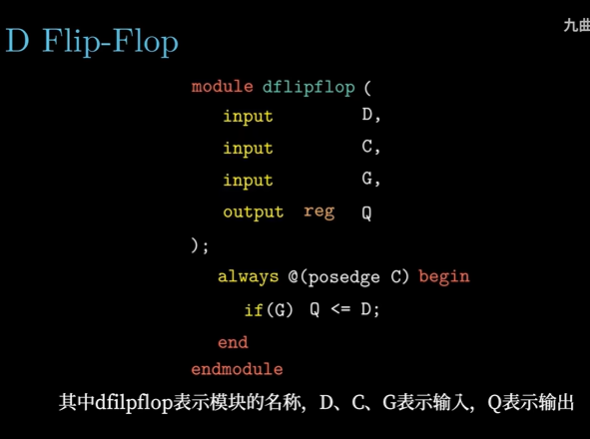 九曲
D Flip-Flop
module dflipflop (
input D,
input C,
input G,
output reg Q
);
always @(posedge C) begin
if(G) Q <= D;
end
endmodule
其中dfilpflop表示模块的名称，D、C、G表示输入，Q表示输出